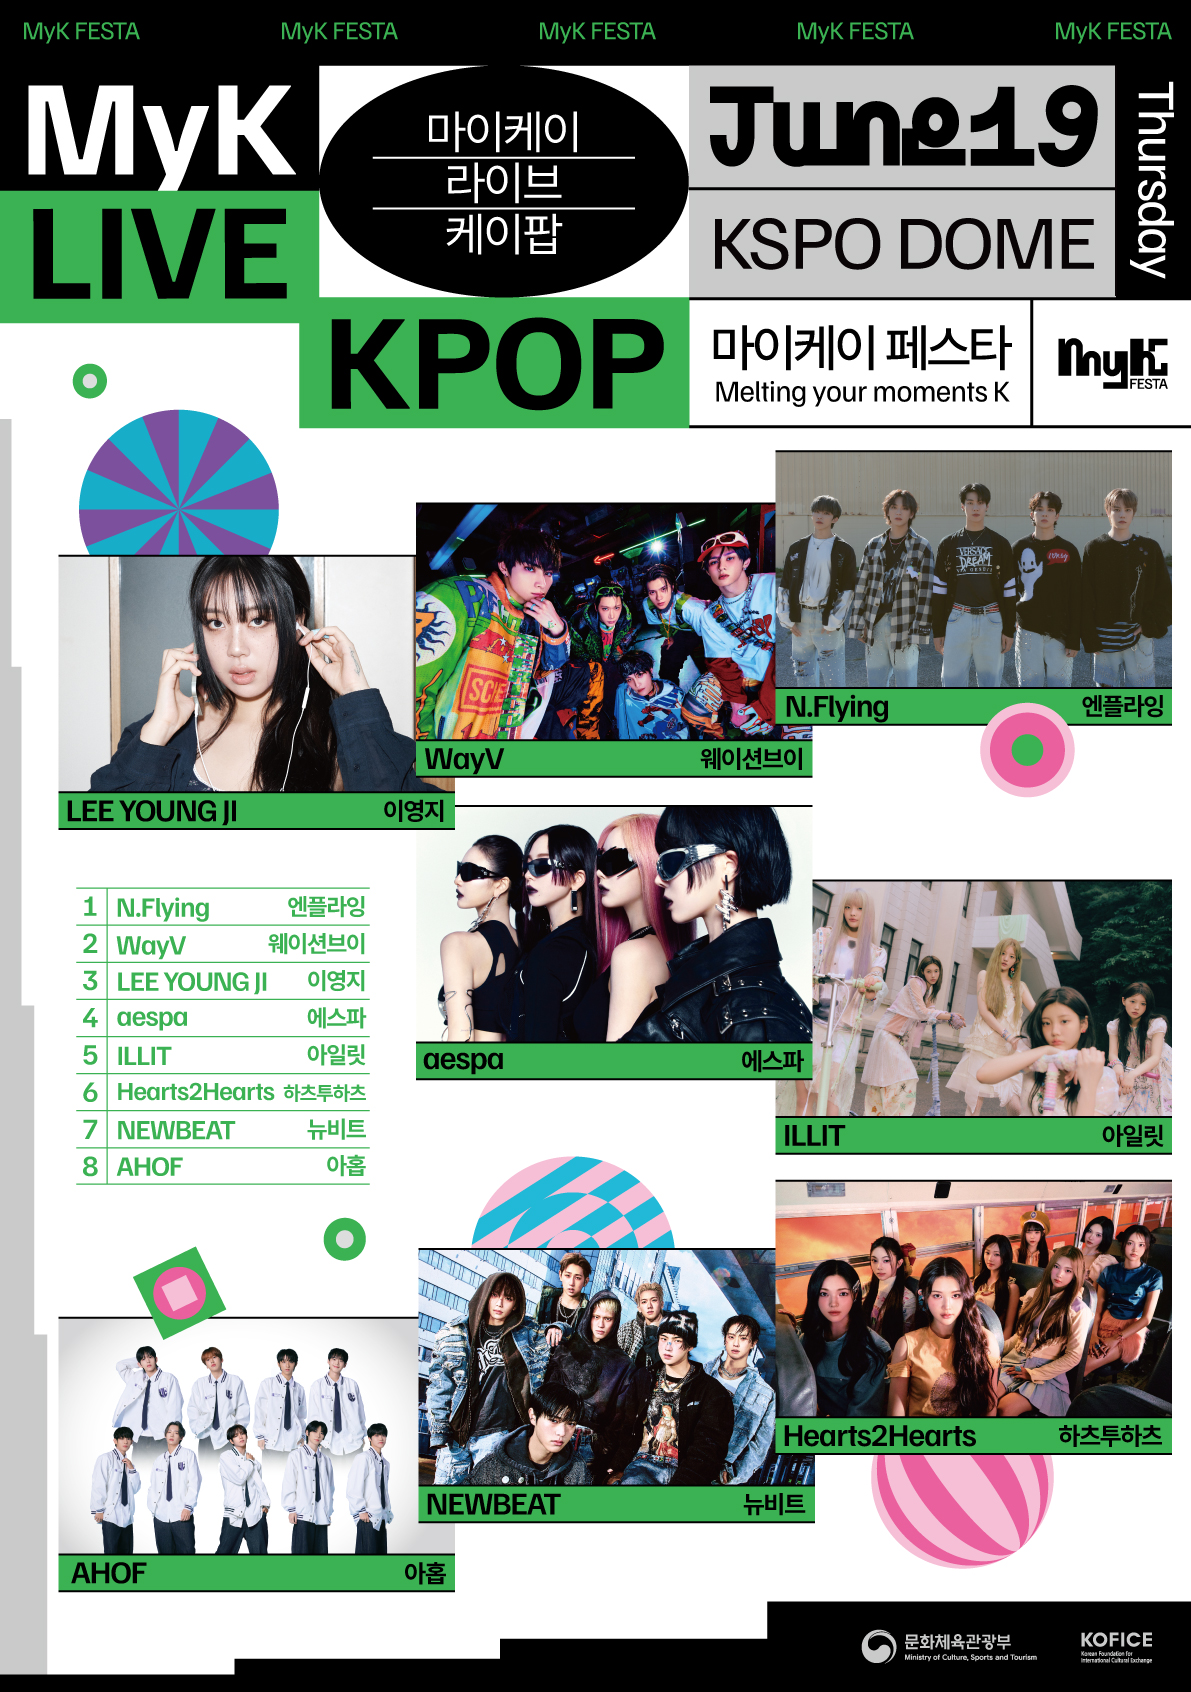 MyK FESTA MyK FESTA MyK FESTA MyK FESTA MyK FESTA
MyK
LIVE
KPOP
마이케이
라이브
케이팝
June19
Thursday
KSPO DOME
마이케이 페스타
Melting your moments K
myK
FESTA
N.Flying 엔플라잉
WayV 웨이션브이
LEE YOUNG JI 이영지
aespa 에스파
ILLIT 아일릿
1 N.Flying 엔플라잉
2 WayV 웨이션브이
3 LEE YOUNG JI 이영지
4 aespa 에스파
5 ILLIT 아일릿
6 Hearts2Hearts 하츠투하츠
7 NEWBEAT 뉴비트
8 AHOF 아홉
Hearts2Hearts 하츠투하츠
NEWBEAT 뉴비트
AHOF 아홉
문화체육관광부
Ministry of Culture, Sports and Tourism
KOFICE
Korean Foundation for
International Cultural Exchange